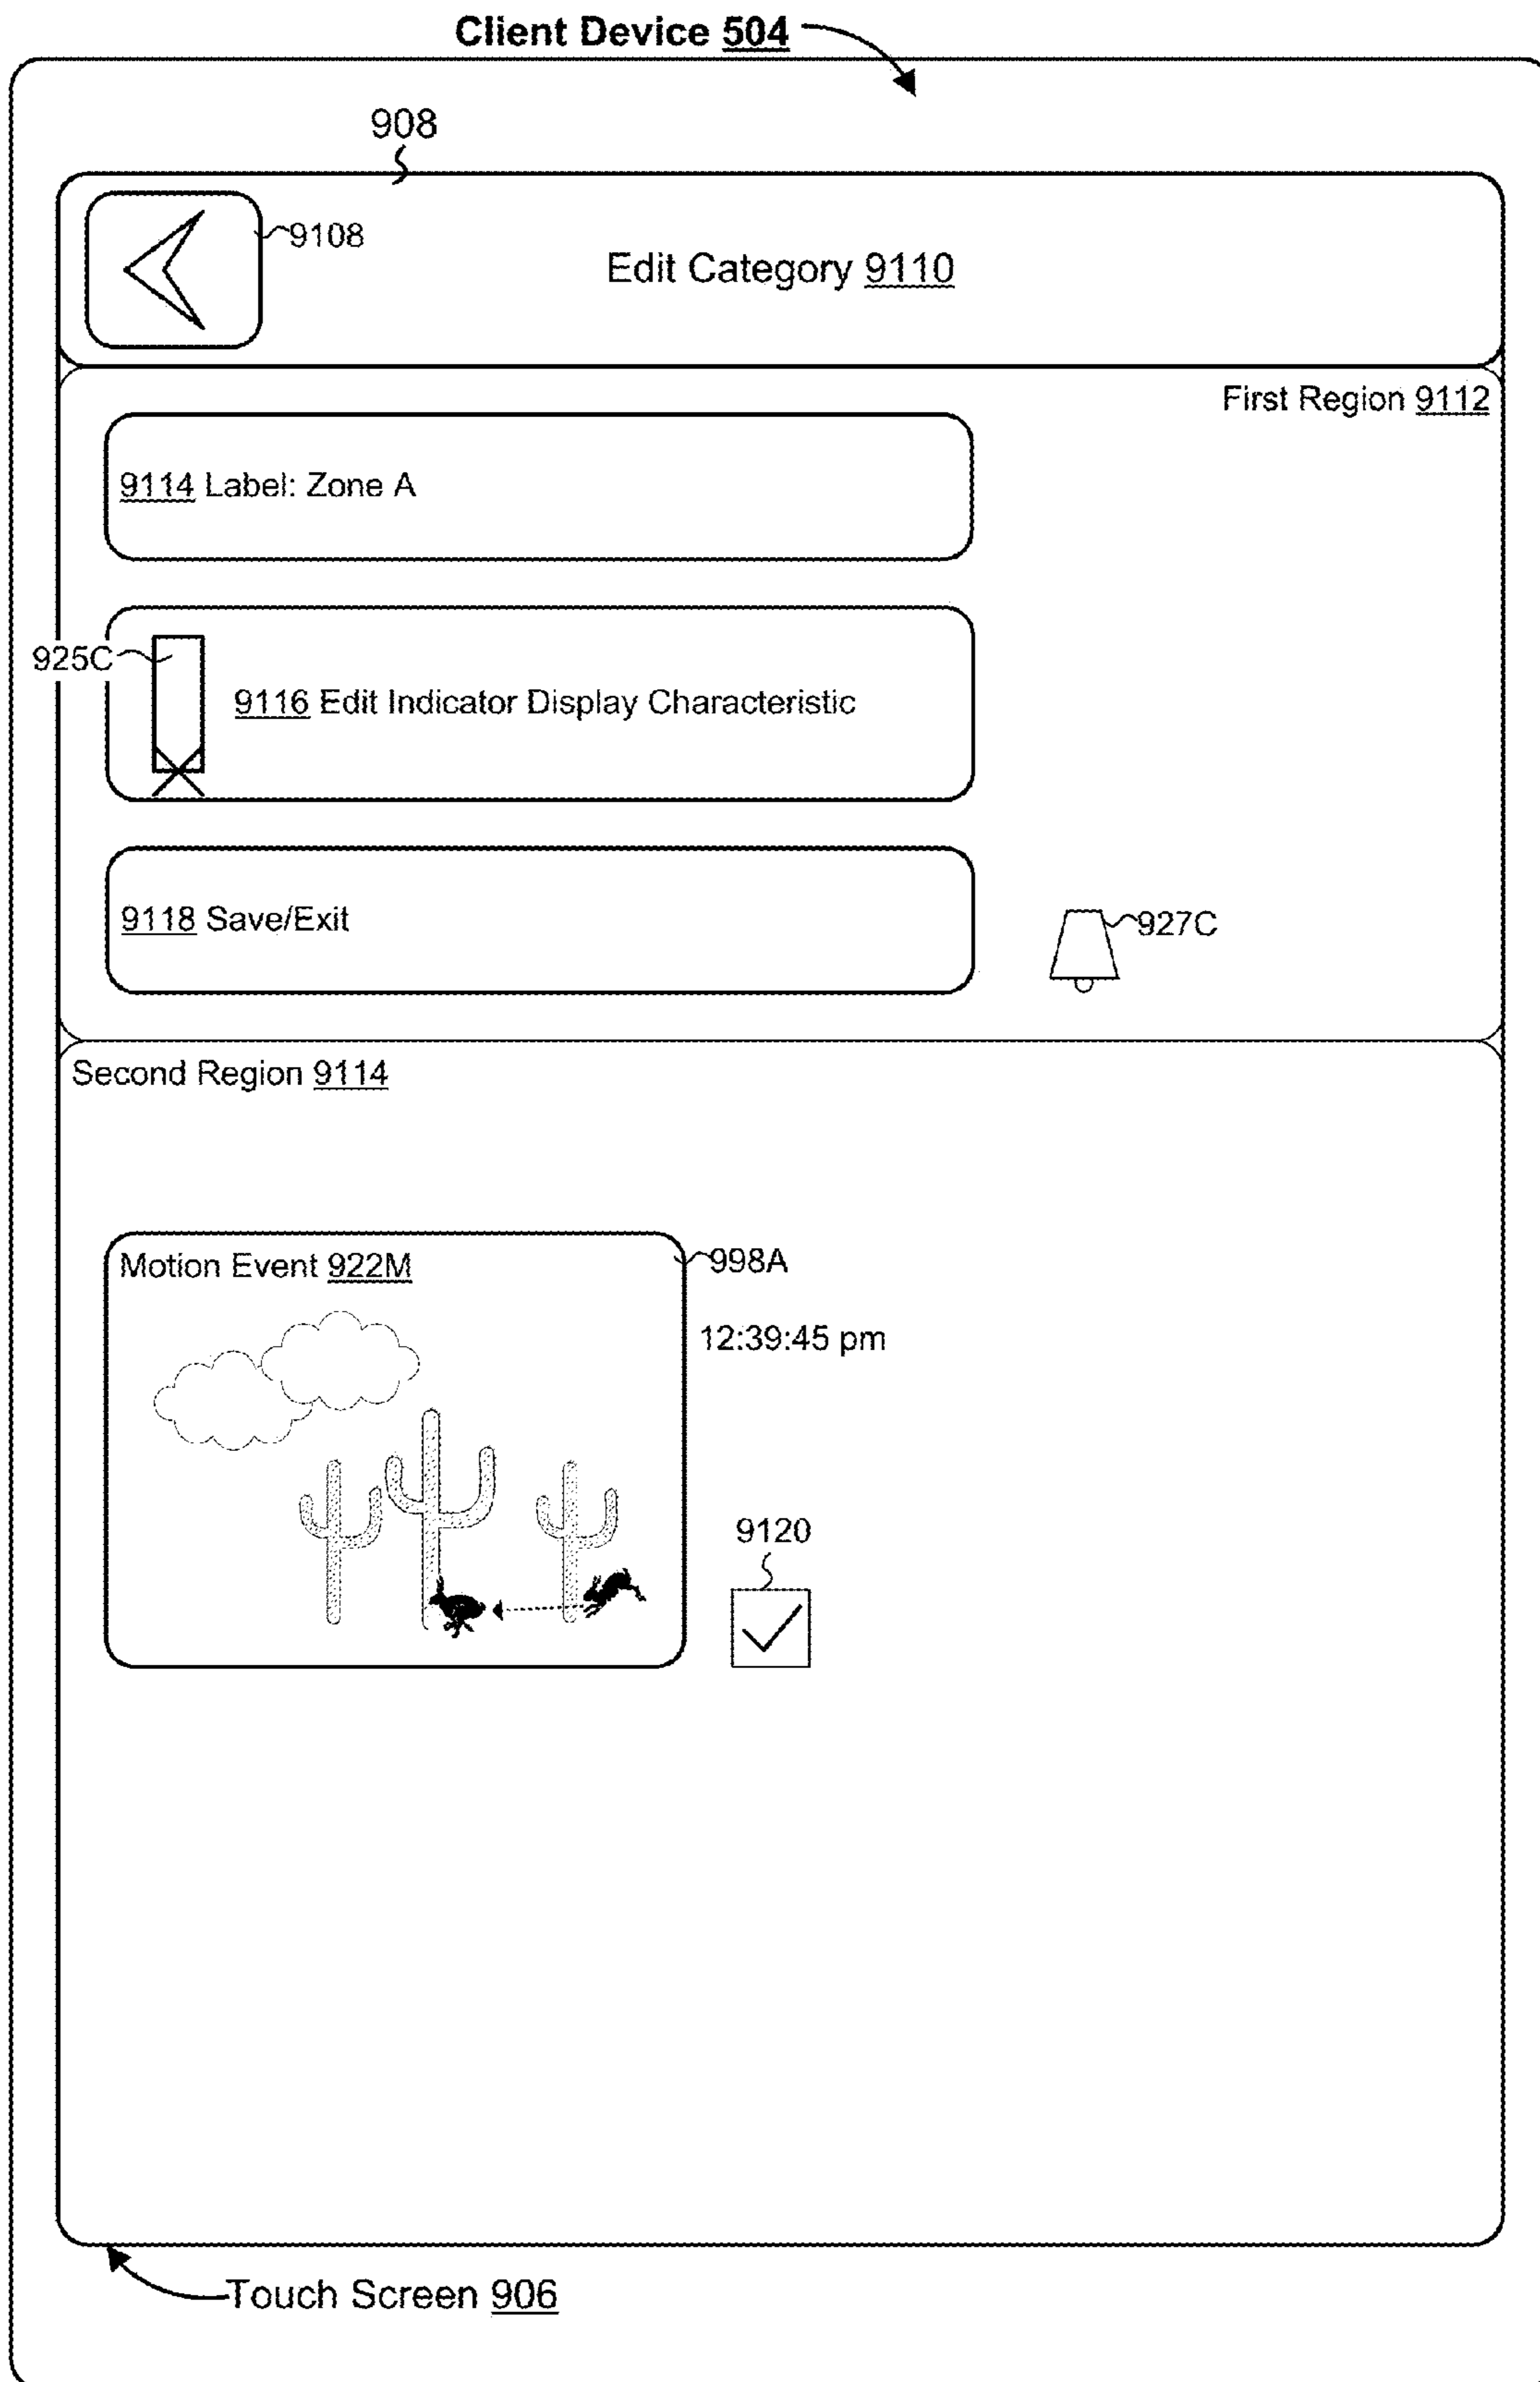 Client Device 504
908
9108
Edit Category 9110
First Region 9112
9114 Label: Zone A
925C
9116 Edit Indicator Display Characteristic
9118 Save/Exit
927C
Second Region 9114
Motion Event 922M
998A
12:39:45 pm
9120
Touch Screen 906